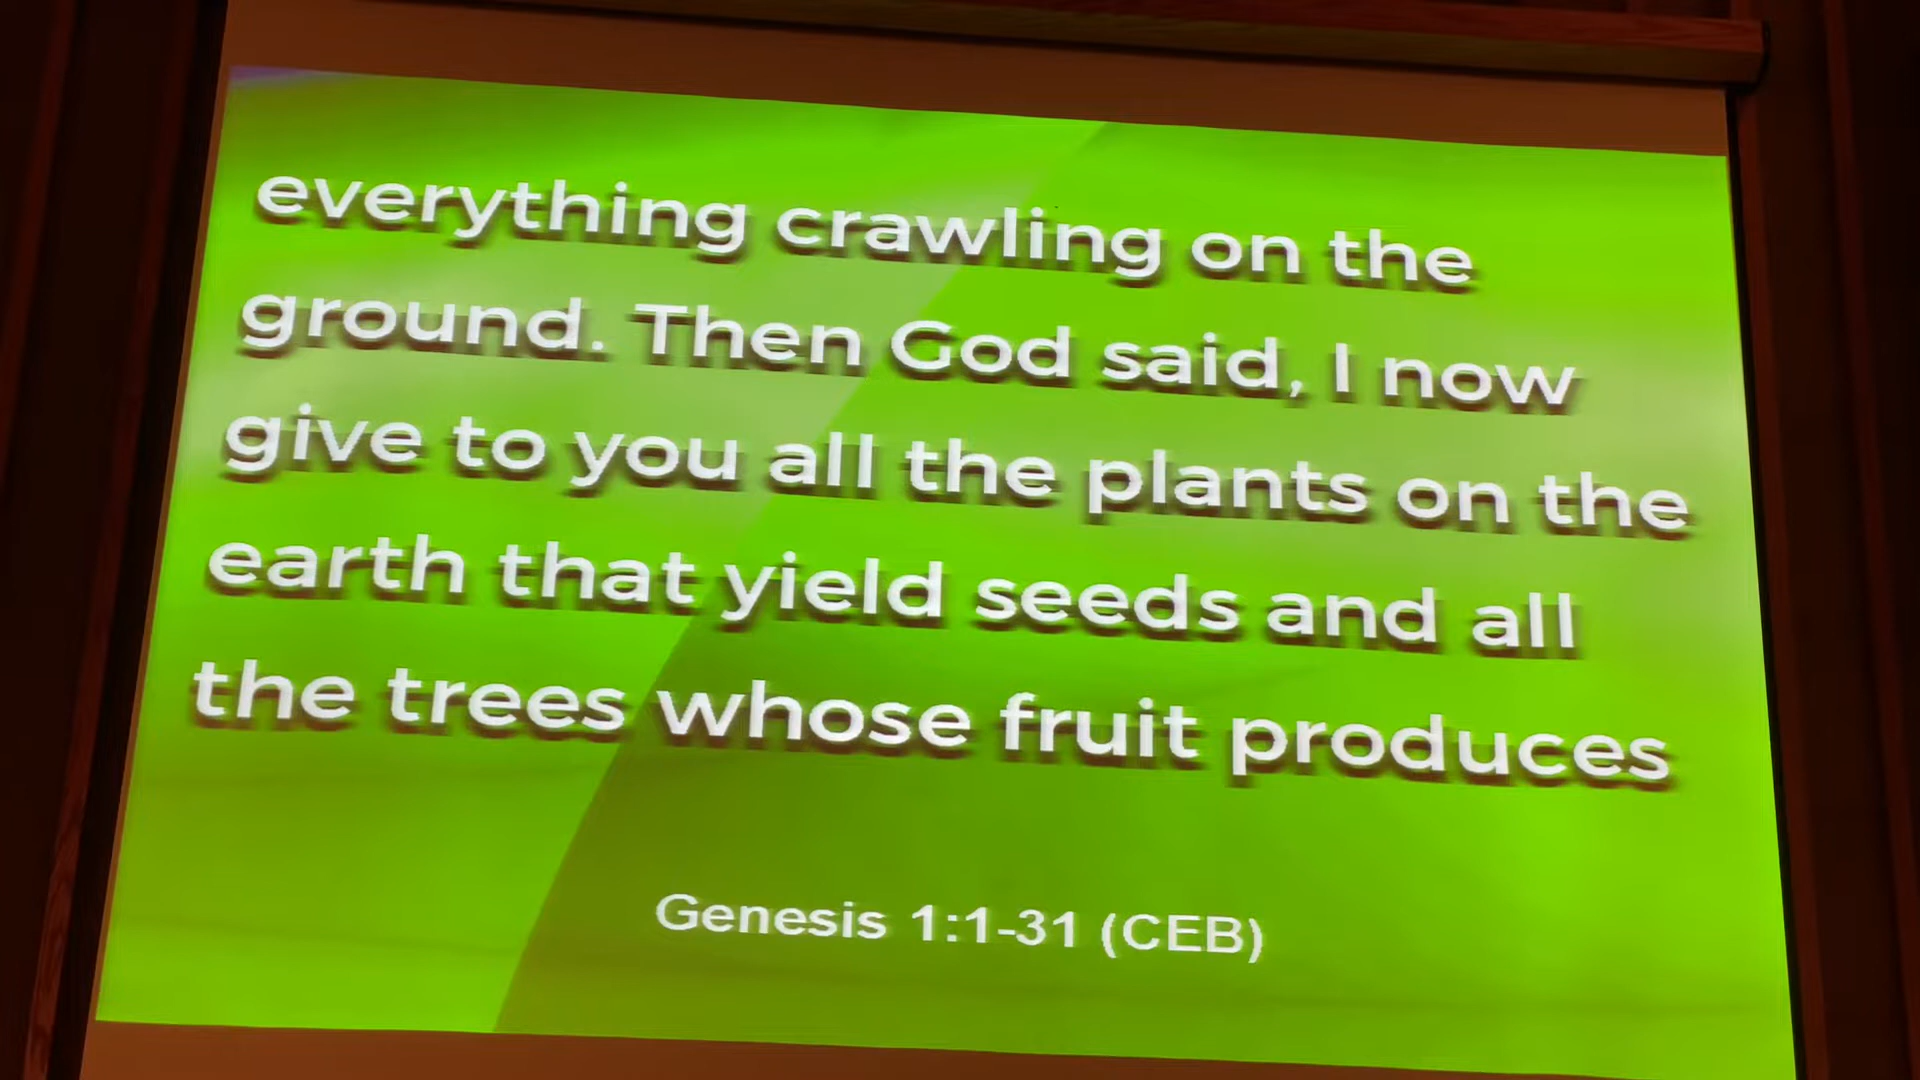 everything crawling on the
ground. Then God said, I now
give to you all the plants on the
earth that yield seeds and all
the trees whose fruit produces
Genesis 1:1-31 (CEB)